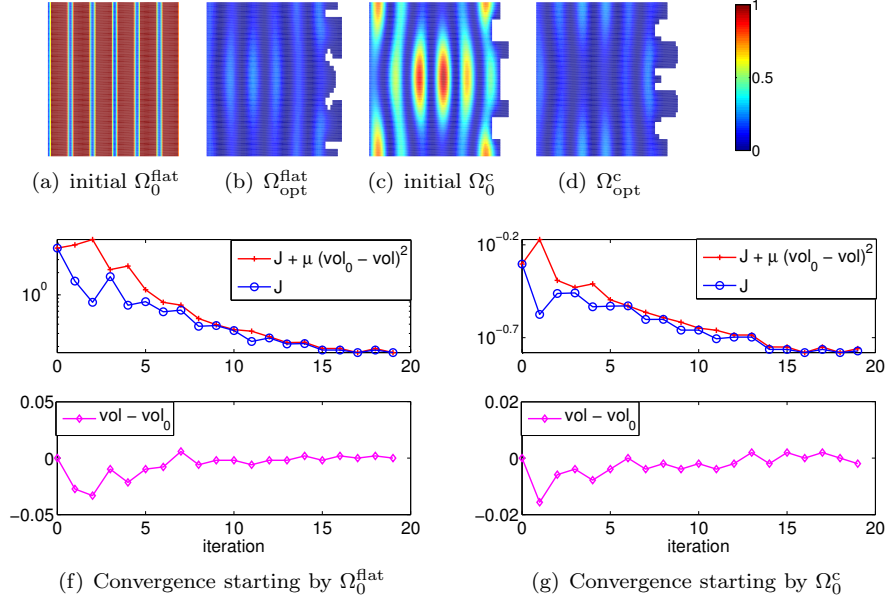 1
0.5
0
(a) initial Ω₀^flat
(b) Ω_opt^flat
(c) initial Ω₀^c
(d) Ω_opt^c
J + μ (vol₀ − vol)²
J
10⁰
0 5 10 15 20
10^−0.2
J + μ (vol₀ − vol)²
J
10^−0.7
0 5 10 15 20
0.05
vol − vol₀
0
−0.05
0 5 10 15 20
iteration
0.02
vol − vol₀
0
−0.02
0 5 10 15 20
iteration
(f) Convergence starting by Ω₀^flat
(g) Convergence starting by Ω₀^c